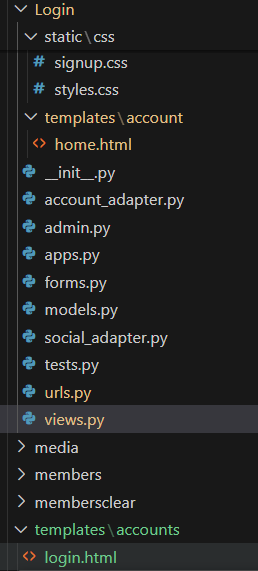 Login
static\css
# signup.css
# styles.css
templates\account
<> home.html
__init__.py
account_adapter.py
admin.py
apps.py
forms.py
models.py
social_adapter.py
tests.py
urls.py
views.py
media
members
membersclear
templates\accounts
<> login.html